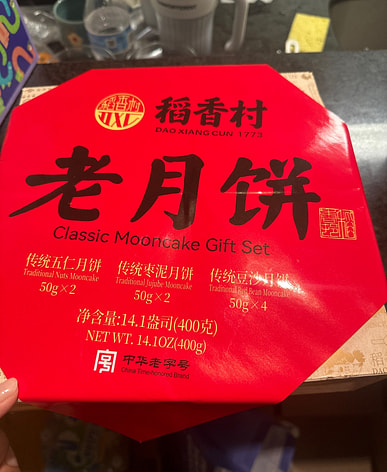 稻香村
DXC
稻香村
DAO XIANG CUN 1773
老月饼
Classic Mooncake Gift Set
传统五仁月饼
Traditional Nuts Mooncake
50g×2
传统枣泥月饼
Traditional Jujube Mooncake
50g×2
传统豆沙月饼
Traditional Red Bean Mooncake
50g×4
净含量:14.1盎司(400克)
NET WT. 14.1OZ(400g)
中华老字号
China Time-honored Brand